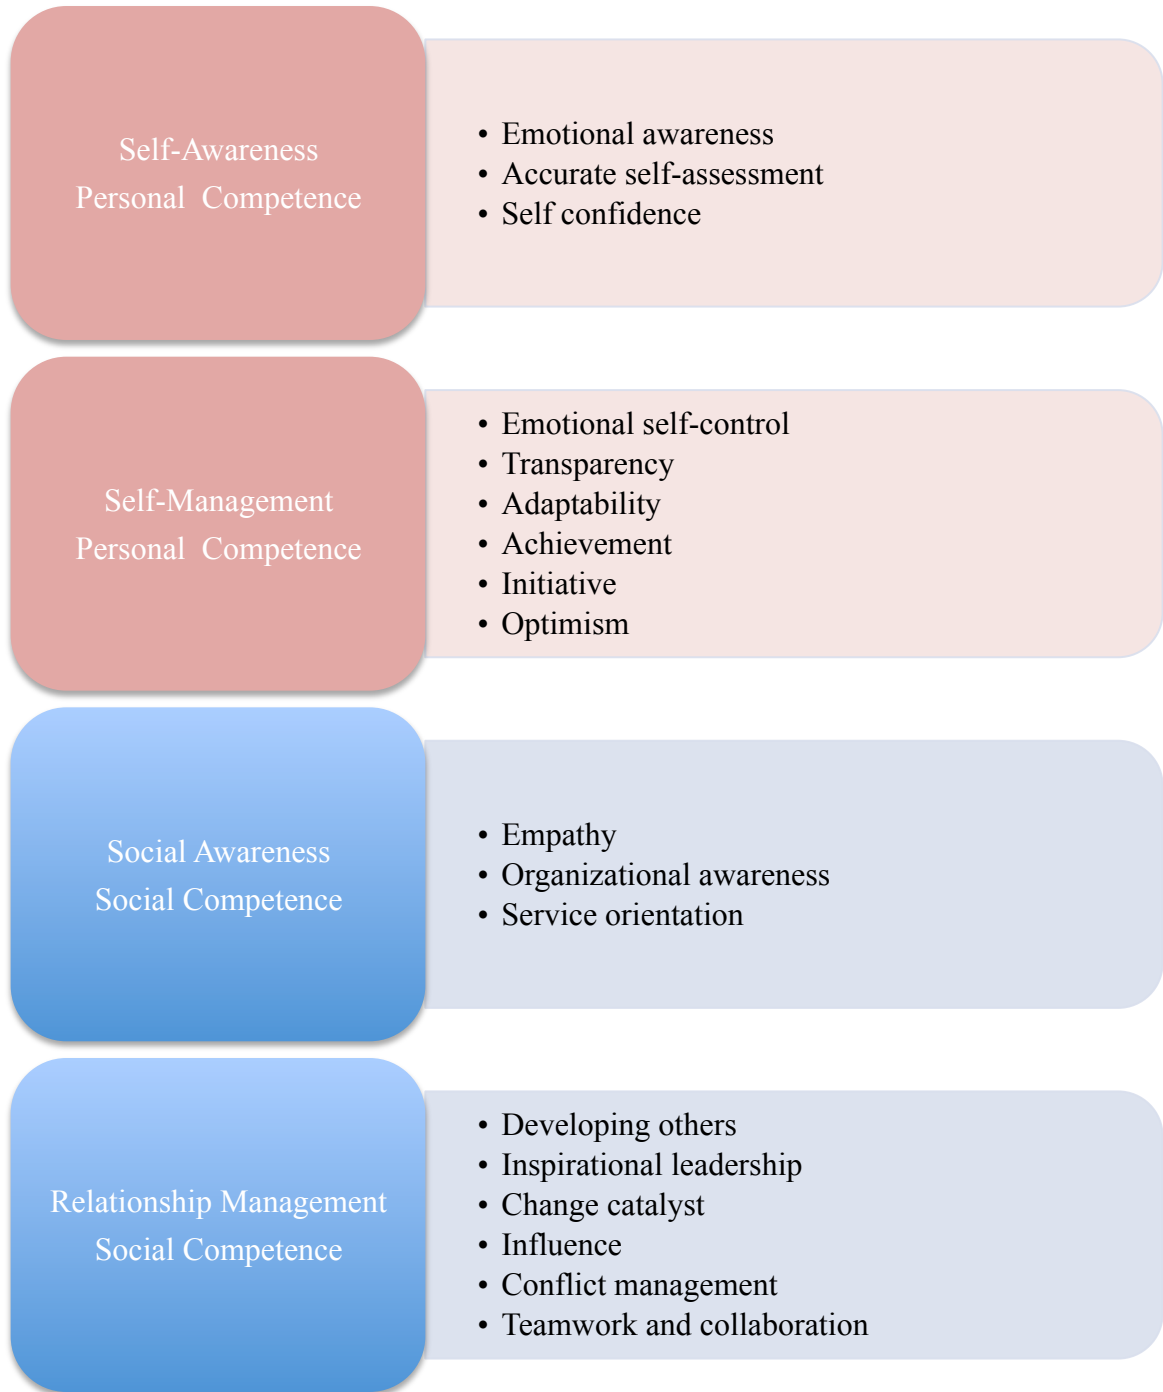 Self-Awareness
Personal  Competence
• Emotional awareness
• Accurate self-assessment
• Self confidence
Self-Management
Personal  Competence
• Emotional self-control
• Transparency
• Adaptability
• Achievement
• Initiative
• Optimism
Social Awareness
Social Competence
• Empathy
• Organizational awareness
• Service orientation
Relationship Management
Social Competence
• Developing others
• Inspirational leadership
• Change catalyst
• Influence
• Conflict management
• Teamwork and collaboration